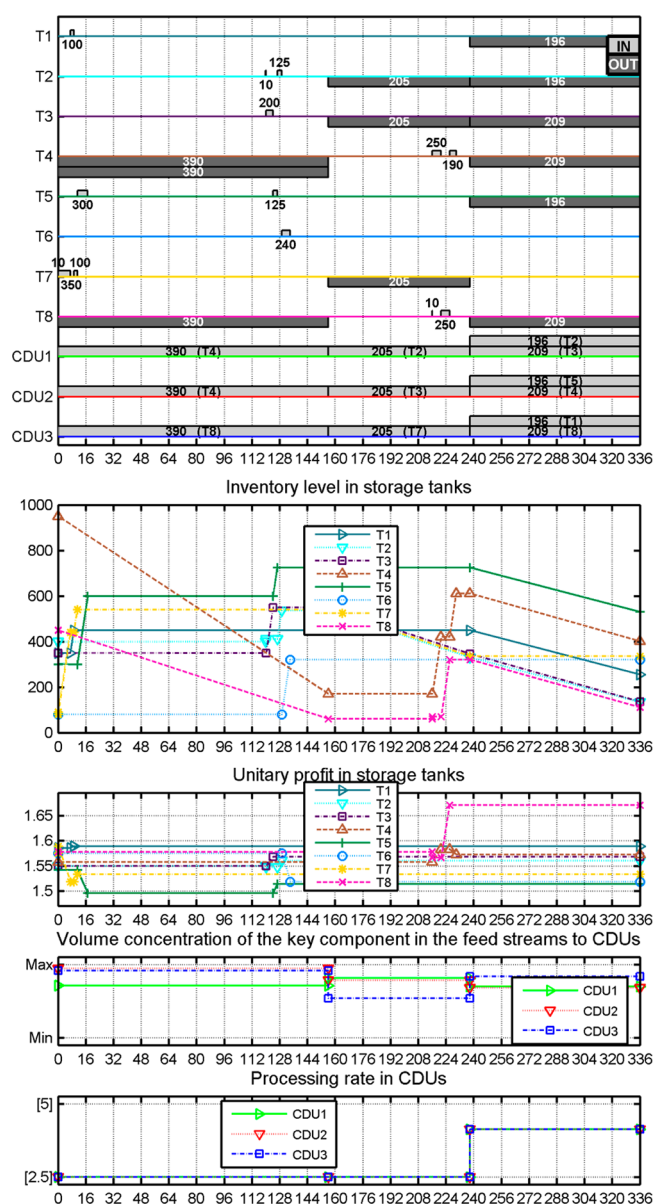 T1
100
196
IN
OUT
T2
10
125
205
196
T3
200
205
209
T4
390
390
250
190
209
T5
300
125
196
T6
240
T7
10 100
350
205
T8
390
10
250
209
CDU1
390 (T4)
205 (T2)
196 (T2)
209 (T3)
CDU2
390 (T4)
205 (T3)
196 (T5)
209 (T4)
CDU3
390 (T8)
205 (T7)
196 (T1)
209 (T8)
0 16 32 48 64 80 96 112 128 144 160 176 192 208 224 240 256 272 288 304 320 336
Inventory level in storage tanks
1000
800
600
400
200
0
T1
T2
T3
T4
T5
T6
T7
T8
0 16 32 48 64 80 96 112 128 144 160 176 192 208 224 240 256 272 288 304 320 336
Unitary profit in storage tanks
1.65
1.6
1.55
1.5
T1
T2
T3
T4
T5
T6
T7
T8
0 16 32 48 64 80 96 112 128 144 160 176 192 208 224 240 256 272 288 304 320 336
Volume concentration of the key component in the feed streams to CDUs
Max
Min
CDU1
CDU2
CDU3
0 16 32 48 64 80 96 112 128 144 160 176 192 208 224 240 256 272 288 304 320 336
Processing rate in CDUs
[5]
[2.5]
CDU1
CDU2
CDU3
0 16 32 48 64 80 96 112 128 144 160 176 192 208 224 240 256 272 288 304 320 336